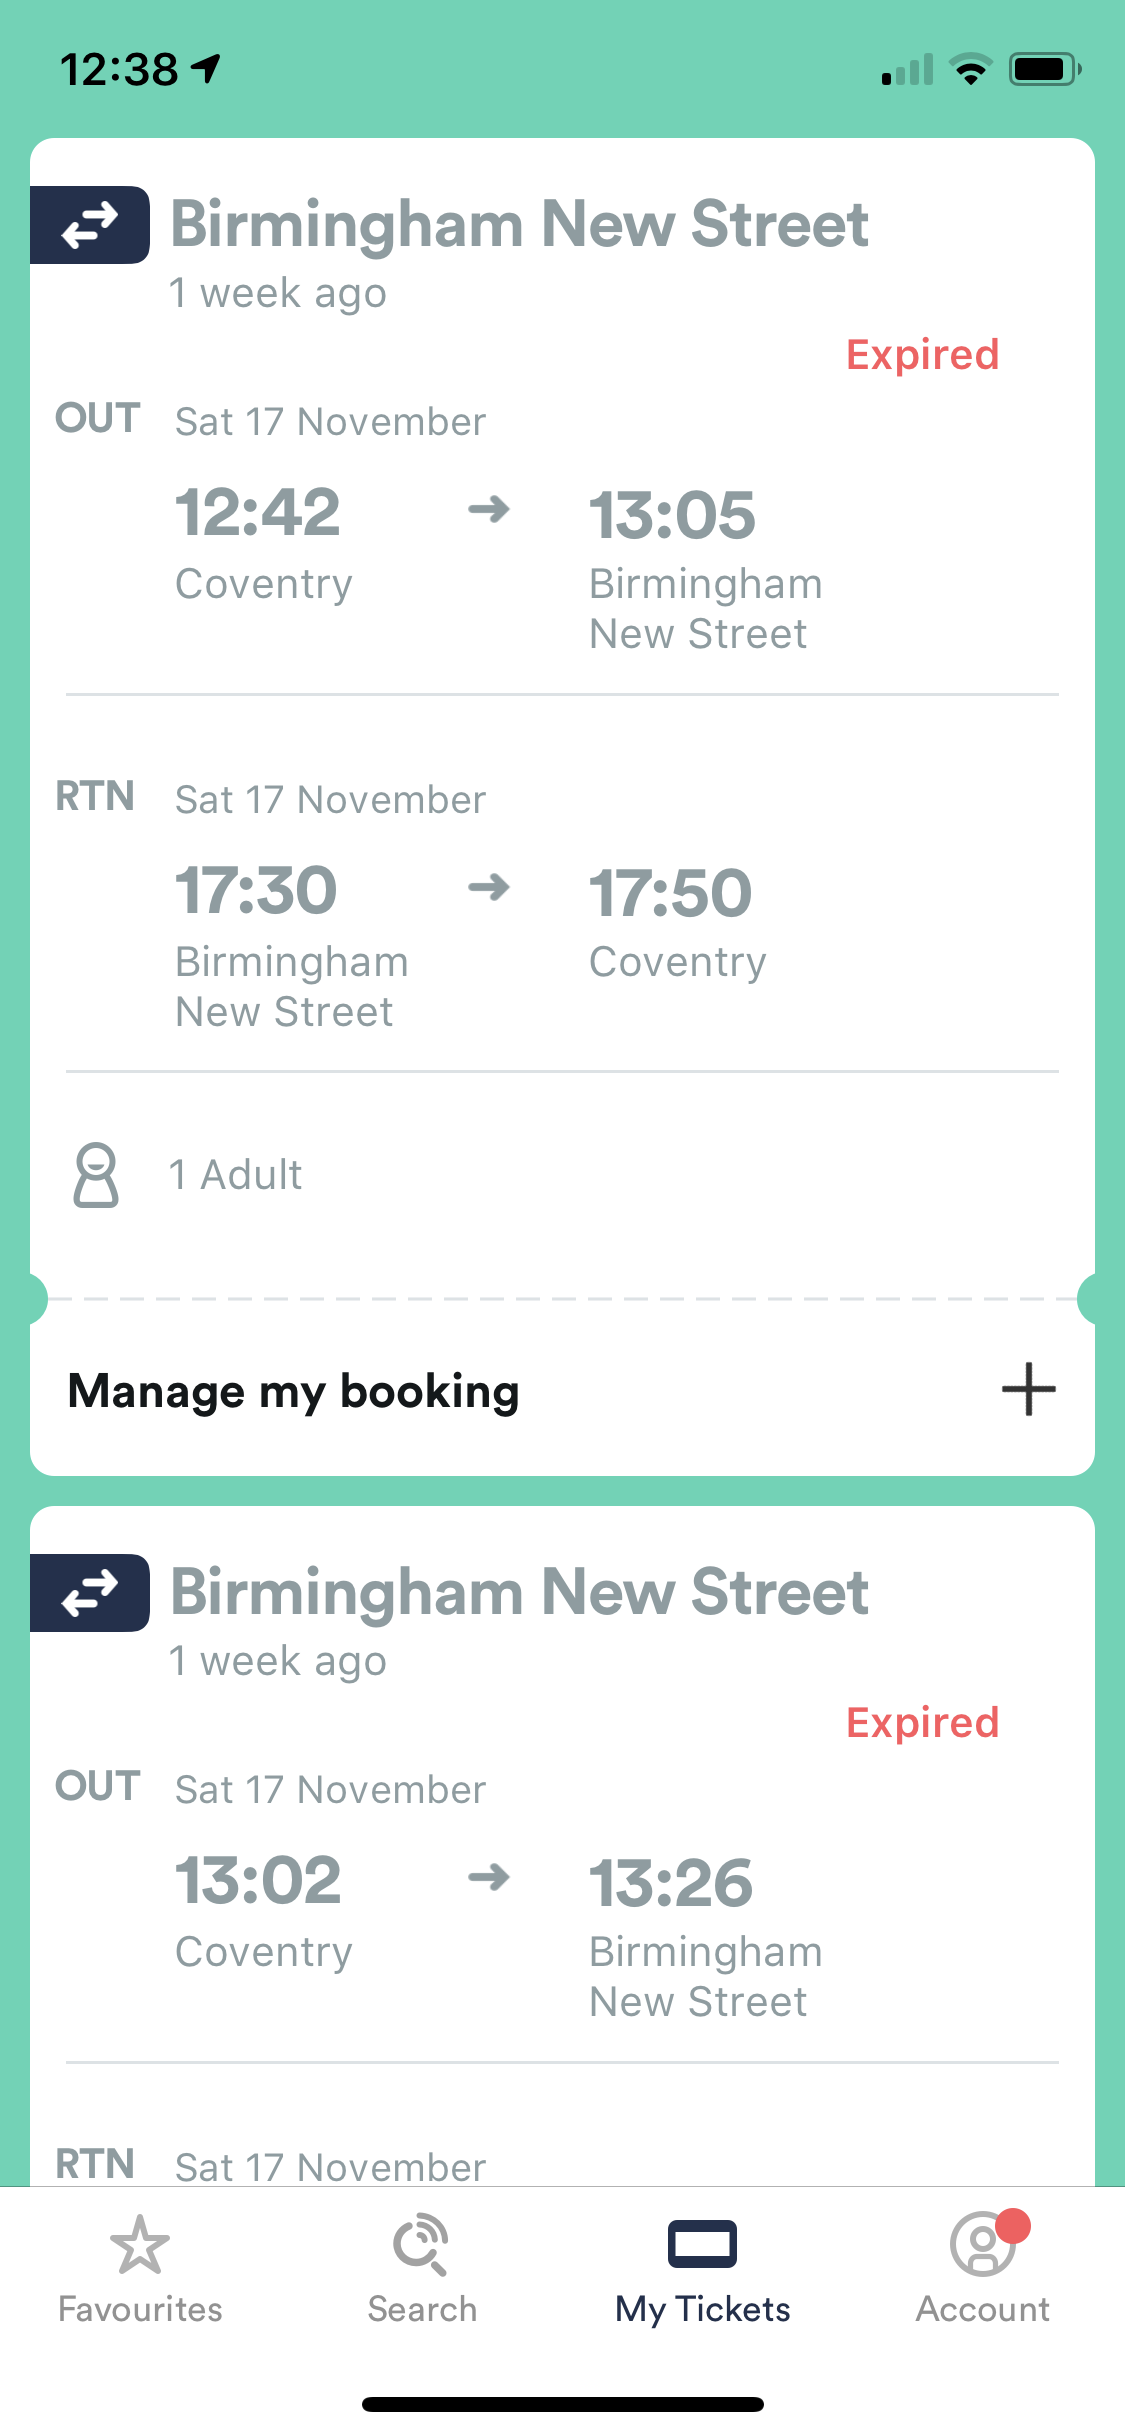 12:38
Birmingham New Street
1 week ago
Expired
OUT Sat 17 November
12:42 13:05
Coventry Birmingham
New Street
RTN Sat 17 November
17:30 17:50
Birmingham Coventry
New Street
1 Adult
Manage my booking
Birmingham New Street
1 week ago
Expired
OUT Sat 17 November
13:02 13:26
Coventry Birmingham
New Street
RTN Sat 17 November
Favourites Search My Tickets Account